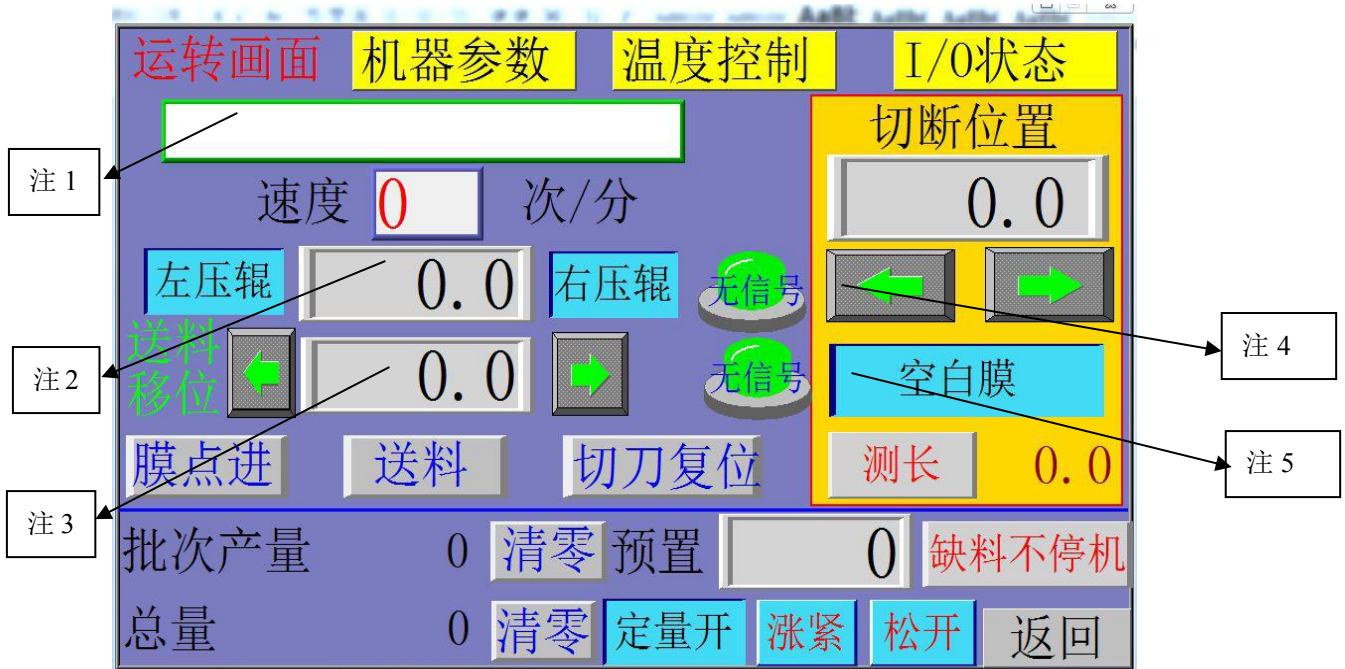 运转画面 机器参数 温度控制 I/O状态
切断位置
注1
0.0
速度 0 次/分
左压辊 0.0 右压辊 无信号
注4
送料
移位 0.0 无信号
注2
空白膜
膜点进 送料 切刀复位 测长 0.0
注5
注3
批次产量 0 清零 预置 0 缺料不停机
总量 0 清零 定量开 涨紧 松开 返回